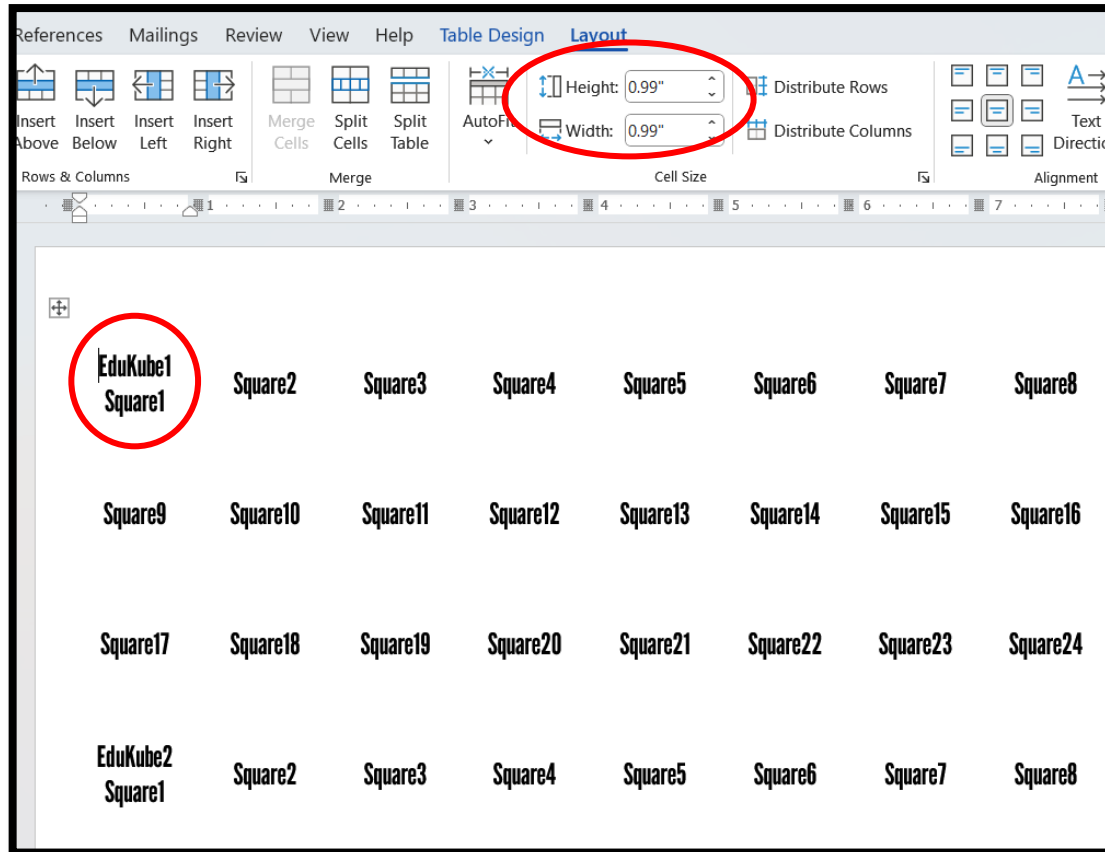 References Mailings Review View Help Table Design Layout
Insert Above
Insert Below
Insert Left
Insert Right
Merge Cells
Split Cells
Split Table
AutoFit
Height: 0.99"
Width: 0.99"
Distribute Rows
Distribute Columns
Text
Directio
Rows & Columns Merge Cell Size Alignment
1 2 3 4 5 6 7
EduKube1
Square1 Square2 Square3 Square4 Square5 Square6 Square7 Square8
Square9 Square10 Square11 Square12 Square13 Square14 Square15 Square16
Square17 Square18 Square19 Square20 Square21 Square22 Square23 Square24
EduKube2
Square1 Square2 Square3 Square4 Square5 Square6 Square7 Square8